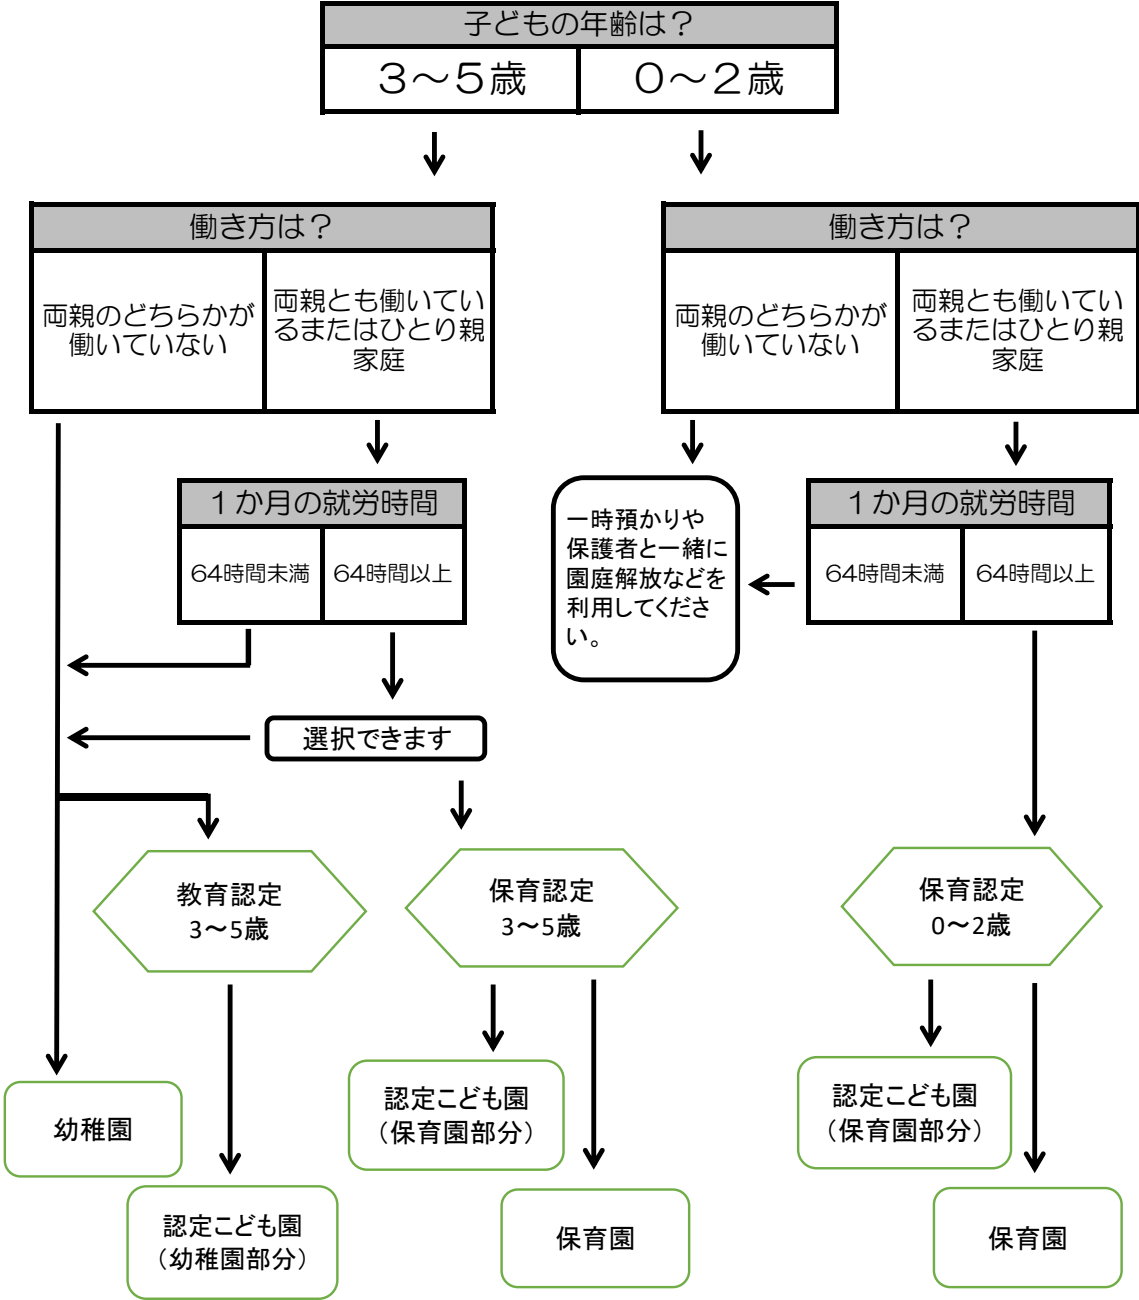 子どもの年齢は？
３～５歳
０～２歳
働き方は？
両親のどちらかが
働いていない
両親とも働いてい
るまたはひとり親
家庭
働き方は？
両親のどちらかが
働いていない
両親とも働いてい
るまたはひとり親
家庭
１か月の就労時間
64時間未満
64時間以上
一時預かりや
保護者と一緒に
園庭解放などを
利用してくださ
い。
１か月の就労時間
64時間未満
64時間以上
選択できます
教育認定
3～5歳
保育認定
3～5歳
保育認定
0～2歳
幼稚園
認定こども園
（幼稚園部分）
認定こども園
（保育園部分）
保育園
認定こども園
（保育園部分）
保育園